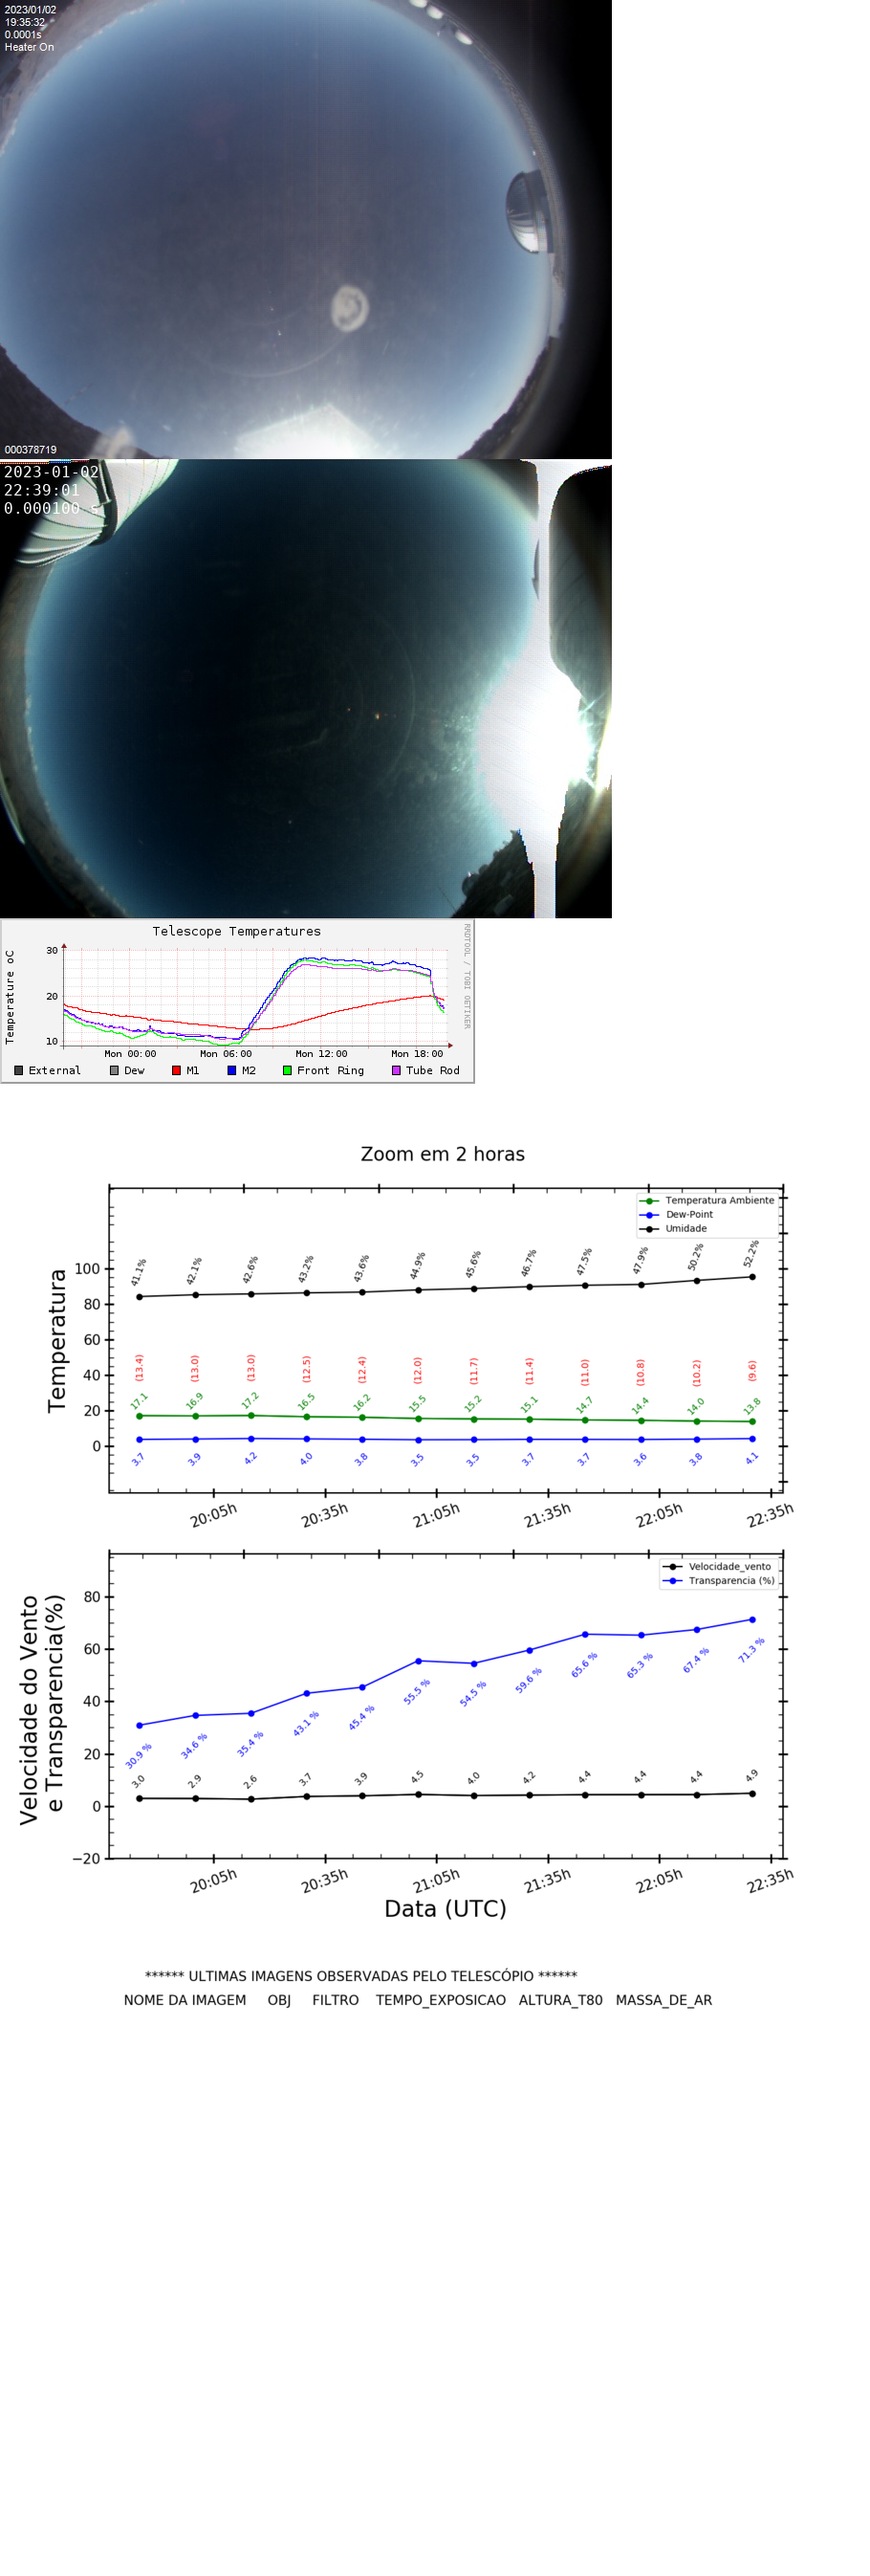 2023/01/02
19:35:32
0.0001s
Heater On
000378719
2023-01-02
22:39:01
0.000100 s
Telescope Temperatures
RRDTOOL / TOBI OETIKER
Temperature oC
30
20
10
Mon 00:00 Mon 06:00 Mon 12:00 Mon 18:00
External Dew M1 M2 Front Ring Tube Rod
Zoom em 2 horas
Temperatura Ambiente
Dew-Point
Umidade
Temperatura
100
80
60
40
20
0
41.1% 42.1% 42.6% 43.2% 43.6% 44.9% 45.6% 46.7% 47.5% 47.9% 50.2% 52.2%
(13.4) (13.0) (13.0) (12.5) (12.4) (12.0) (11.7) (11.4) (11.0) (10.8) (10.2) (9.6)
17.1 16.9 17.2 16.5 16.2 15.5 15.2 15.1 14.7 14.4 14.0 13.8
3.7 3.9 4.2 4.0 3.8 3.5 3.5 3.7 3.7 3.6 3.8 4.1
20:05h 20:35h 21:05h 21:35h 22:05h 22:35h
Velocidade_vento
Transparencia (%)
Velocidade do Vento
e Transparencia(%)
80
60
40
20
0
−20
30.9 % 34.6 % 35.4 % 43.1 % 45.4 % 55.5 % 54.5 % 59.6 % 65.6 % 65.3 % 67.4 % 71.3 %
3.0 2.9 2.6 3.7 3.9 4.5 4.0 4.2 4.4 4.4 4.4 4.9
20:05h 20:35h 21:05h 21:35h 22:05h 22:35h
Data (UTC)
****** ULTIMAS IMAGENS OBSERVADAS PELO TELESCÓPIO ******
NOME DA IMAGEM OBJ FILTRO TEMPO_EXPOSICAO ALTURA_T80 MASSA_DE_AR